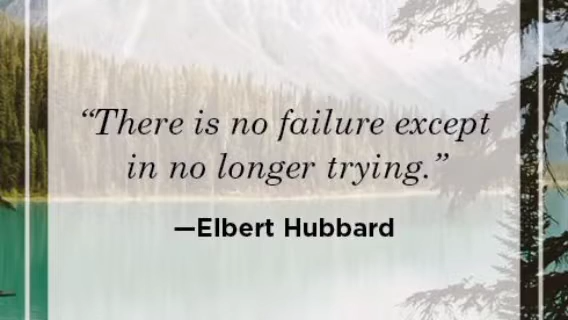 “There is no failure except
in no longer trying.”
—Elbert Hubbard